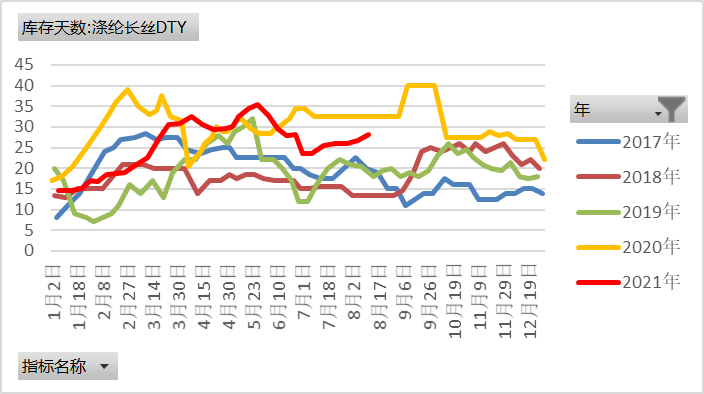 库存天数:涤纶长丝DTY
45
40
35
30
25
20
15
10
5
0
1月2日
1月18日
2月7日
2月27日
3月14日
3月30日
4月15日
4月30日
5月23日
6月10日
7月1日
7月18日
8月2日
8月17日
9月6日
9月26日
10月19日
11月9日
11月29日
12月19日
年
2017年
2018年
2019年
2020年
2021年
指标名称